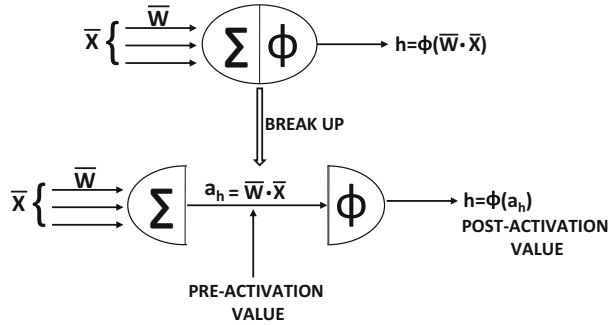 W̅
X̅ {
Σ Φ
h=Φ(W̅·X̅)
BREAK UP
W̅
X̅ {
Σ
a_h = W̅·X̅
Φ
h=Φ(a_h)
POST-ACTIVATION
VALUE
PRE-ACTIVATION
VALUE